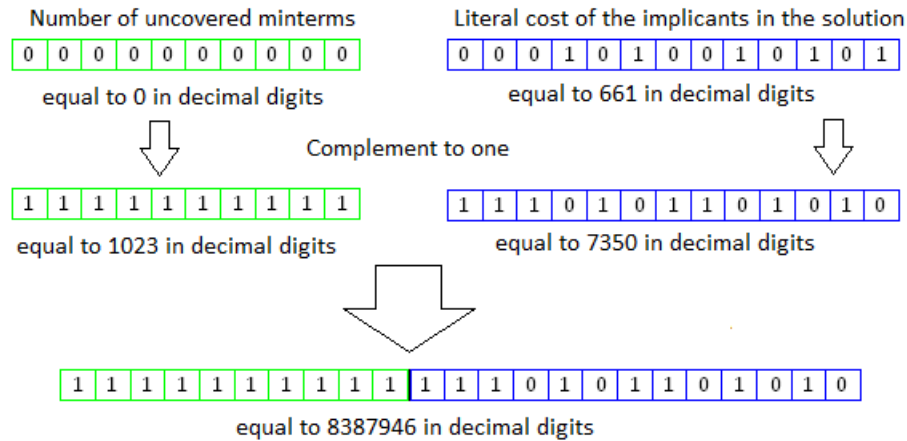 Number of uncovered minterms
Literal cost of the implicants in the solution
0 0 0 0 0 0 0 0 0 0
0 0 0 1 0 1 0 0 1 0 1 0 1
equal to 0 in decimal digits
equal to 661 in decimal digits
Complement to one
1 1 1 1 1 1 1 1 1 1
1 1 1 0 1 0 1 1 0 1 0 1 0
equal to 1023 in decimal digits
equal to 7350 in decimal digits
1 1 1 1 1 1 1 1 1 1 1 1 1 0 1 0 1 1 0 1 0 1 0
equal to 8387946 in decimal digits